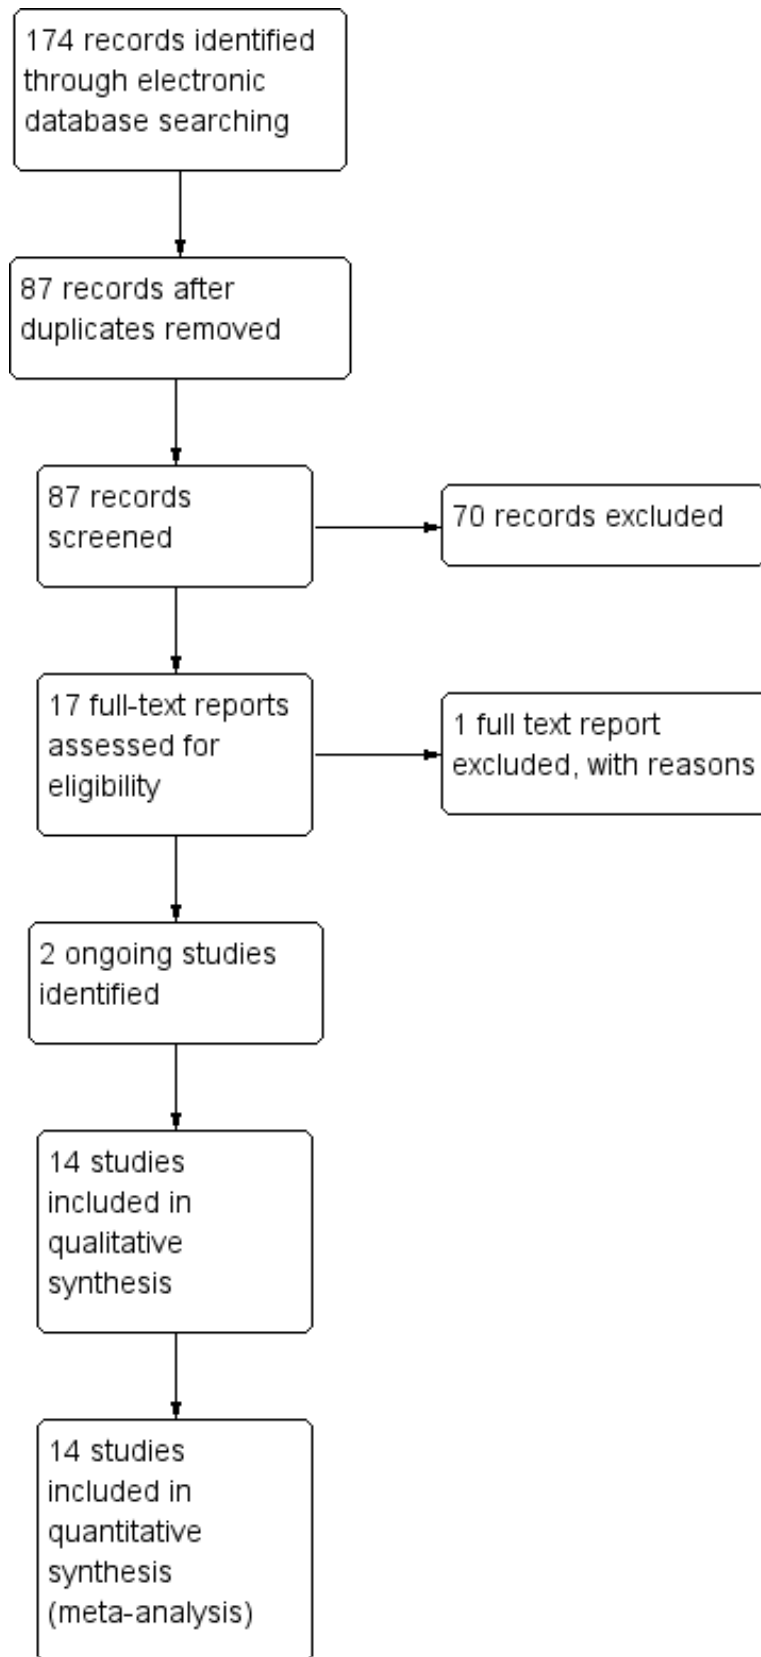 174 records identified
through electronic
database searching
87 records after
duplicates removed
87 records
screened
70 records excluded
17 full-text reports
assessed for
eligibility
1 full text report
excluded, with reasons
2 ongoing studies
identified
14 studies
included in
qualitative
synthesis
14 studies
included in
quantitative
synthesis
(meta-analysis)